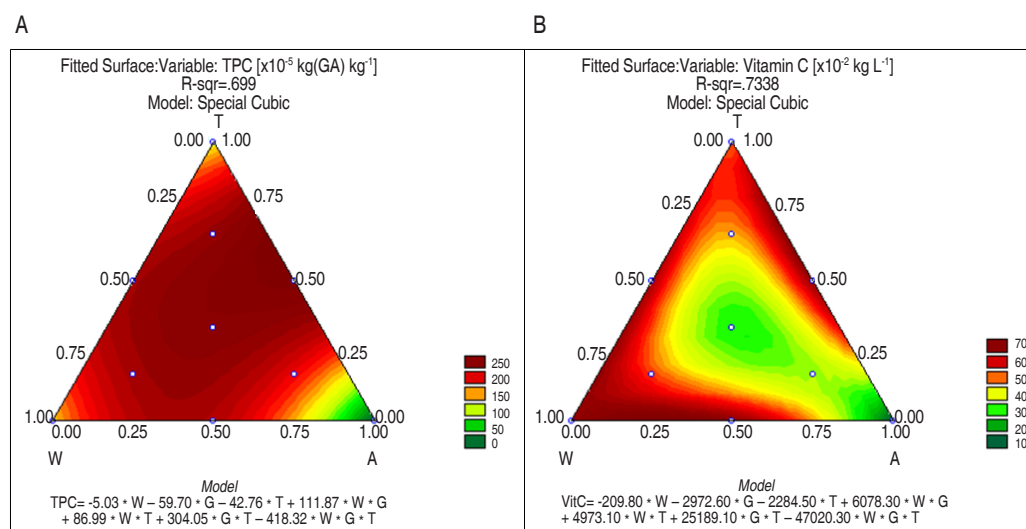 A
B
Fitted Surface:Variable: TPC [x10⁻⁵ kg(GA) kg⁻¹]
R-sqr=.699
Model: Special Cubic
T
0.00 1.00
0.25 0.75
0.50 0.50
0.75 0.25
1.00 0.00
0.00 0.25 0.50 0.75 1.00
W A
250
200
150
100
50
0
Model
TPC= -5.03 * W – 59.70 * G – 42.76 * T + 111.87 * W * G
+ 86.99 * W * T + 304.05 * G * T – 418.32 * W * G * T
Fitted Surface:Variable: Vitamin C [x10⁻² kg L⁻¹]
R-sqr=.7338
Model: Special Cubic
T
0.00 1.00
0.25 0.75
0.50 0.50
0.75 0.25
1.00 0.00
0.00 0.25 0.50 0.75 1.00
W A
70
60
50
40
30
20
10
Model
VitC= -209.80 * W – 2972.60 * G – 2284.50 * T + 6078.30 * W * G
+ 4973.10 * W * T + 25189.10 * G * T – 47020.30 * W * G * T